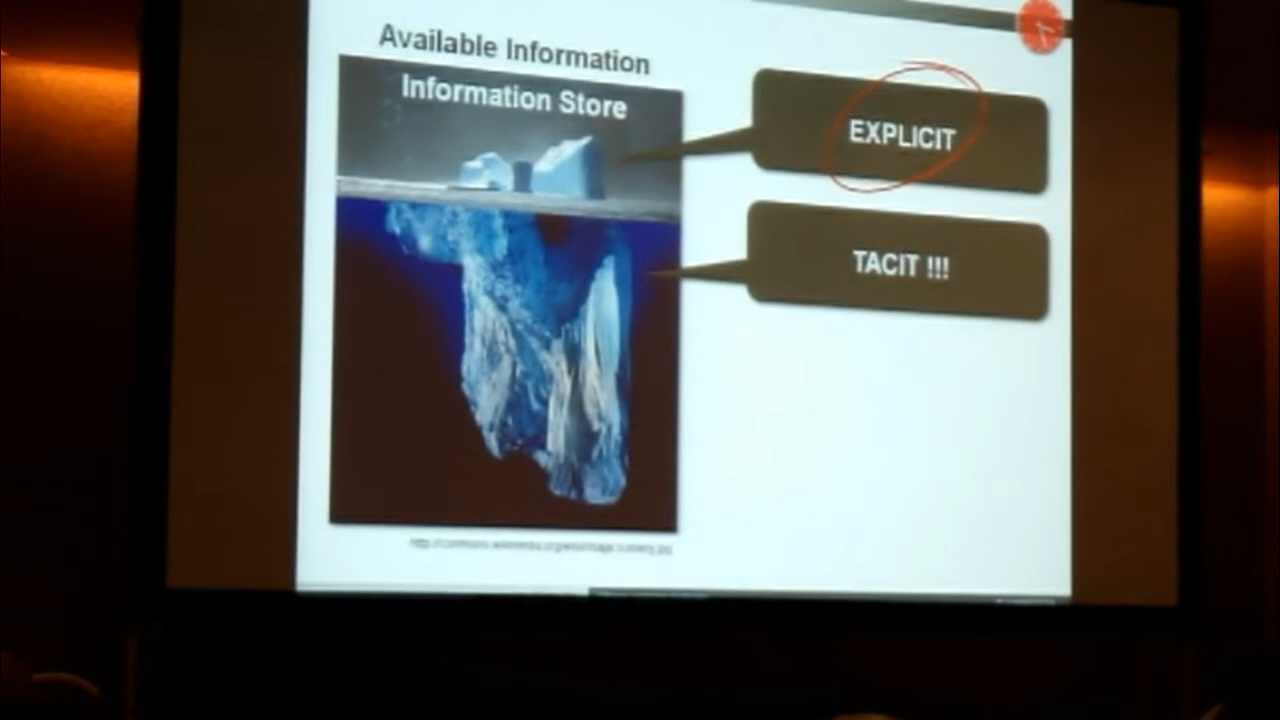 Available Information
Information Store
EXPLICIT
TACIT !!!